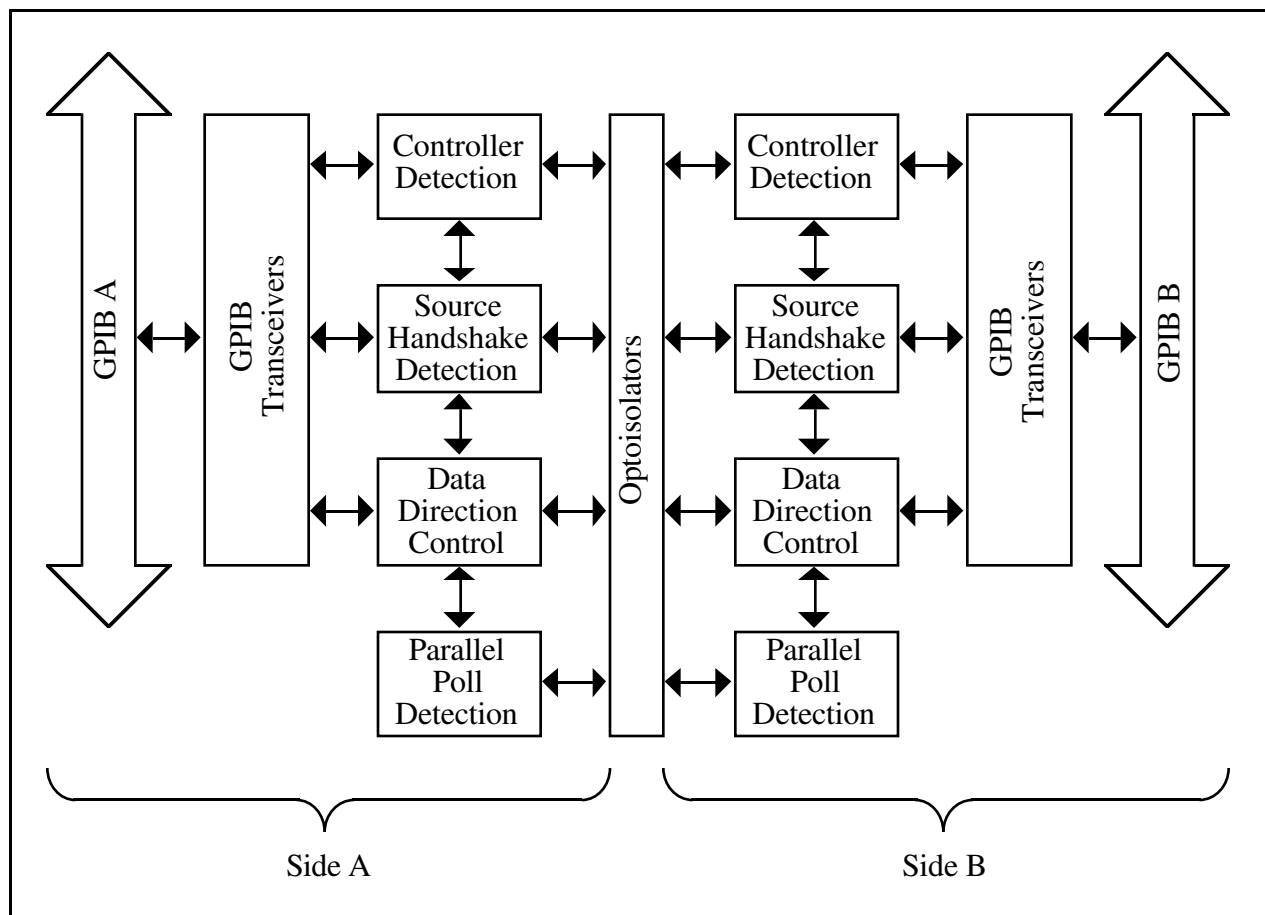 GPIB A
GPIB
Transceivers
Controller
Detection
Source
Handshake
Detection
Data
Direction
Control
Parallel
Poll
Detection
Optoisolators
Controller
Detection
Source
Handshake
Detection
Data
Direction
Control
Parallel
Poll
Detection
GPIB
Transceivers
GPIB B
Side A
Side B